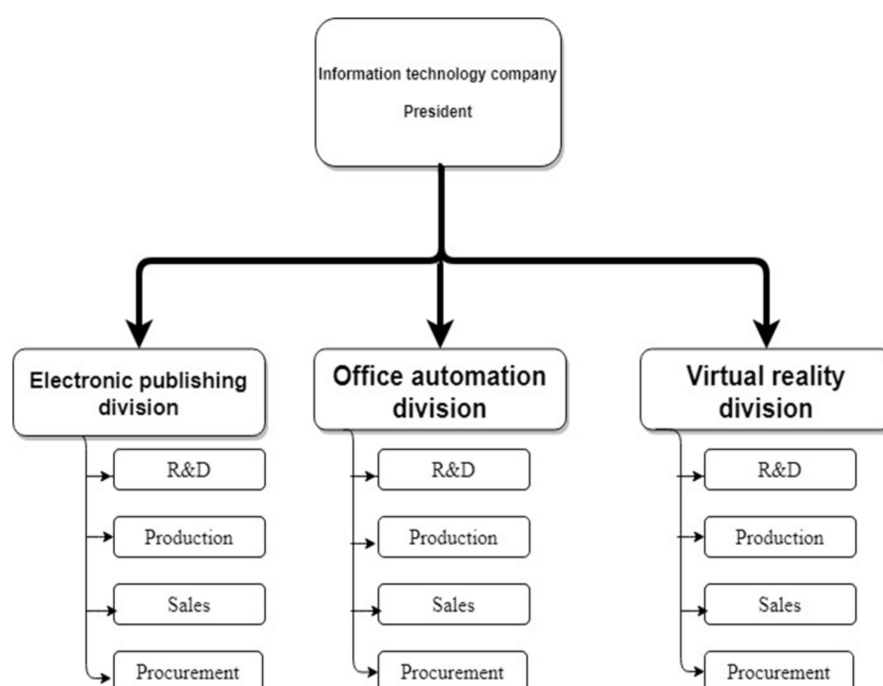 Information technology company
President
Electronic publishing
division
Office automation
division
Virtual reality
division
R&D
Production
Sales
Procurement
R&D
Production
Sales
Procurement
R&D
Production
Sales
Procurement